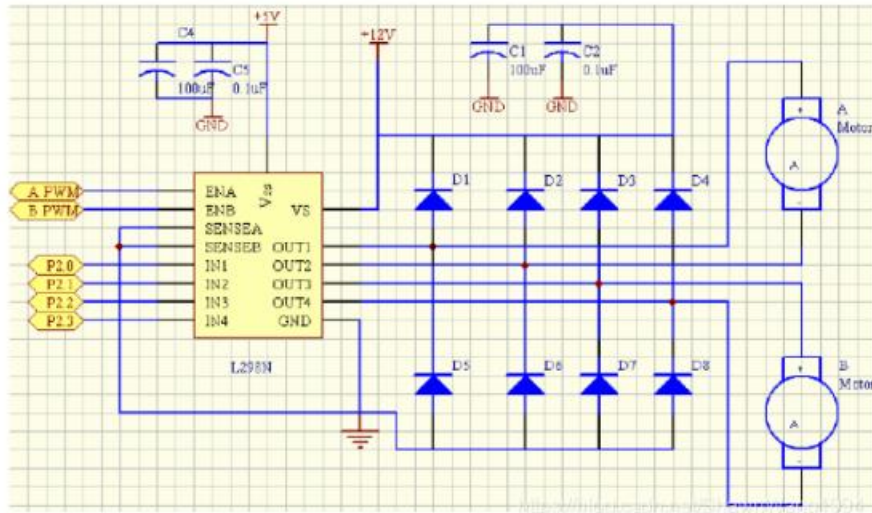 +5V
+12V
C4
C5
100uF
0.1uF
GND
C1
100uF
GND
C2
0.1uF
GND
A
Motor
A
+
-
D1
D2
D3
D4
A PWM
B PWM
P2.0
P2.1
P2.2
P2.3
ENA
ENB
SENSEA
SENSEB
IN1
IN2
IN3
IN4
Vss
VS
OUT1
OUT2
OUT3
OUT4
GND
L298N
D5
D6
D7
D8
B
Motor
A
+
-